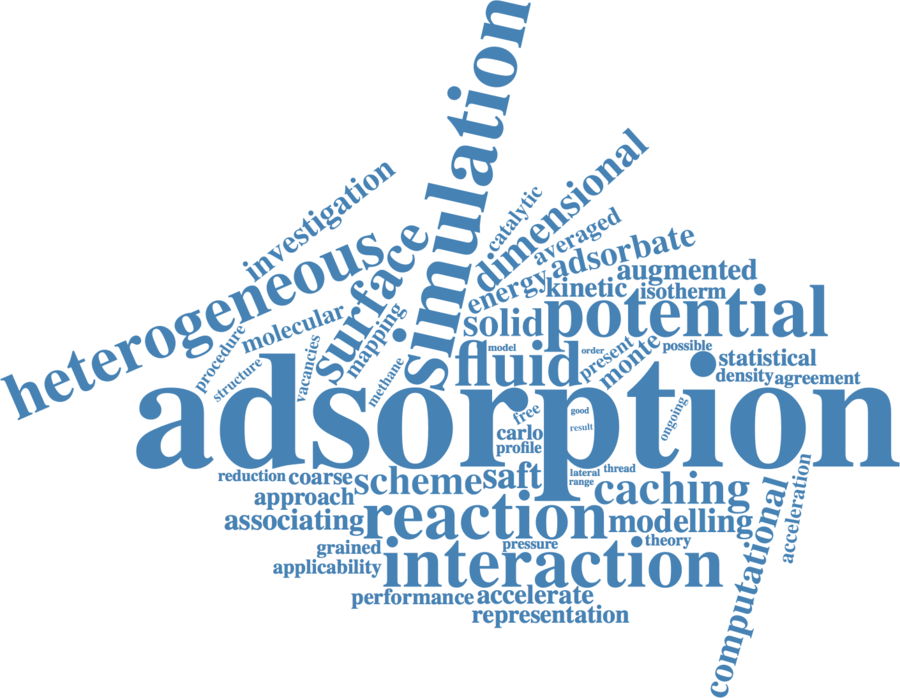 simulation
investigation
dimensional
catalytic
averaged
heterogeneous
surface
adsorbate
energy
augmented
kinetic
isotherm
molecular
mapping
solid
potential
procedure
structure
vacancies
methane
fluid
model
order
present
monte
possible
statistical
density
agreement
adsorption
free
good
result
ongoing
carlo
profile
reduction
coarse
scheme
saft
lateral
thread
range
caching
approach
associating
reaction
modelling
computational
acceleration
grained
pressure
theory
applicability
interaction
performance
accelerate
representation